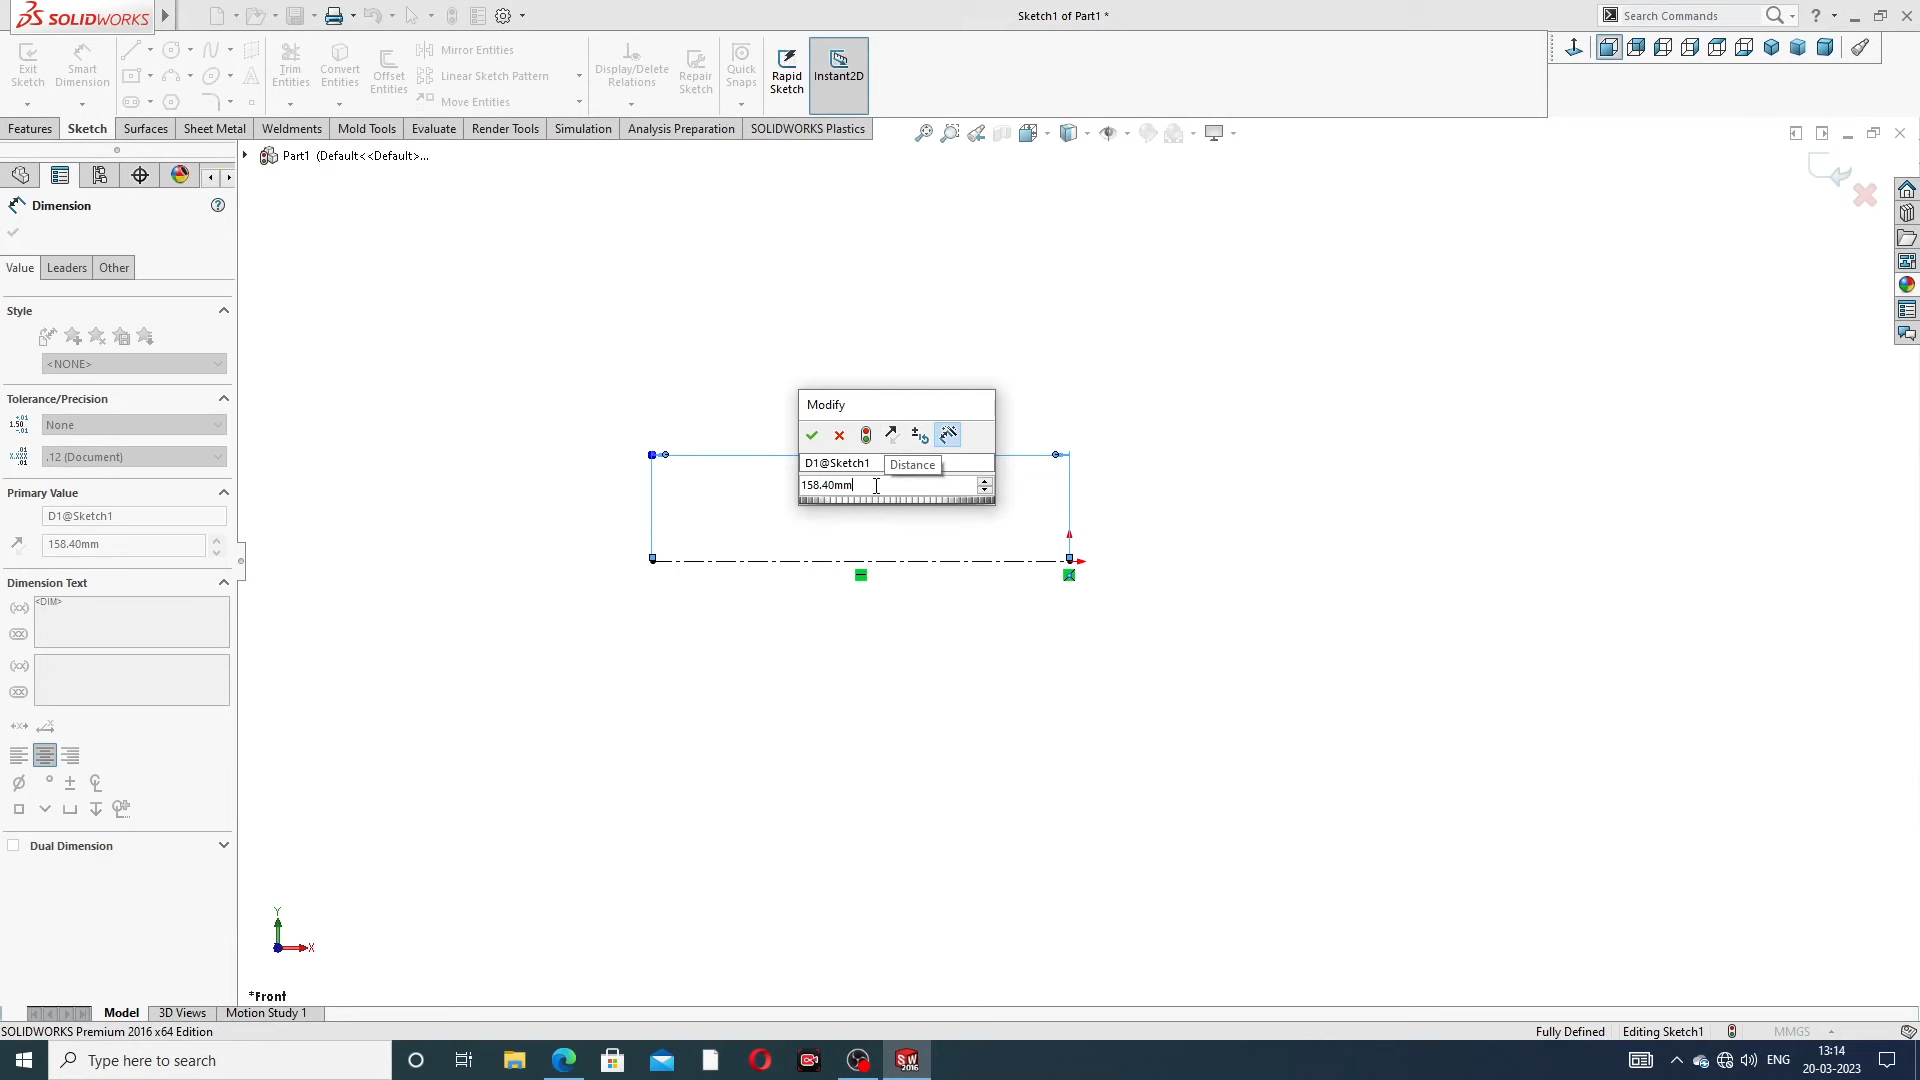 SOLIDWORKS
Sketch1 of Part1 *
Search Commands
Exit Sketch
Smart Dimension
Trim Entities
Convert Entities
Offset Entities
Mirror Entities
Linear Sketch Pattern
Move Entities
Display/Delete Relations
Repair Sketch
Quick Snaps
Rapid Sketch
Instant2D
Features
Sketch
Surfaces
Sheet Metal
Weldments
Mold Tools
Evaluate
Render Tools
Simulation
Analysis Preparation
SOLIDWORKS Plastics
Part1 (Default<<Default>...
Dimension
Value
Leaders
Other
Style
<NONE>
Tolerance/Precision
None
.12 (Document)
Primary Value
D1@Sketch1
158.40mm
Dimension Text
<DIM>
Dual Dimension
Modify
D1@Sketch1
Distance
158.40mm
Y
X
*Front
Model
3D Views
Motion Study 1
SOLIDWORKS Premium 2016 x64 Edition
Fully Defined
Editing Sketch1
MMGS
Type here to search
ENG
13:14
20-03-2023